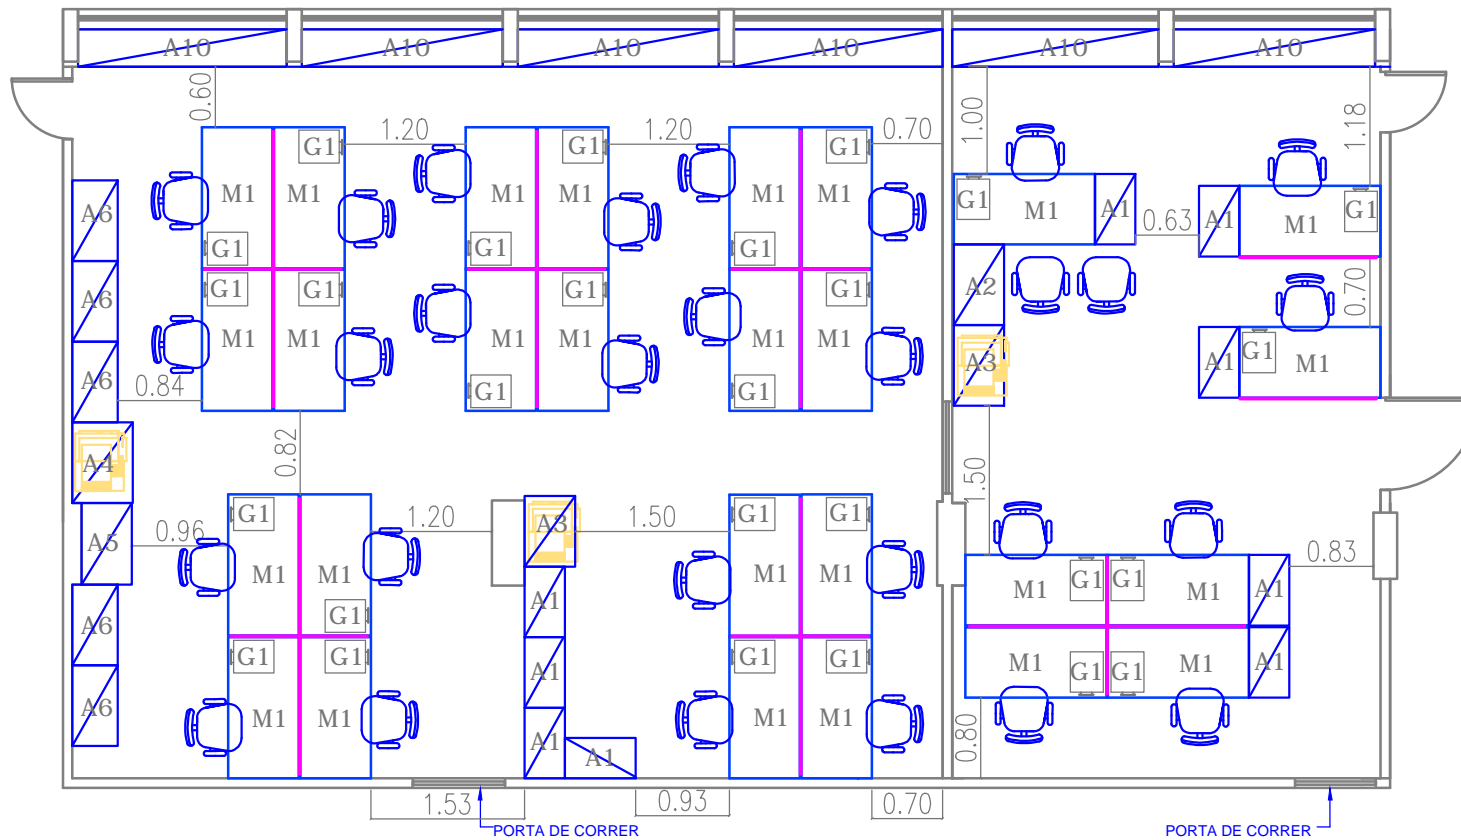 A10 A10 A10 A10 A10 A10
0.60 1.20 1.20 0.70 1.00 1.18
G1 G1 G1
M1 M1 M1 M1 M1 M1
G1 G1 G1
A6
G1 M1 A1 0.63 A1 M1 G1
G1 G1 G1 G1
M1 M1 M1 M1 M1 M1
G1 G1
A6
A2 0.70
A6
0.84
A3 A1 G1 M1
0.82
A4
1.50
A5 0.96 1.20 A3 1.50
G1 G1 G1
M1 M1 M1 M1
G1
A1
0.83
M1 G1 G1 M1 A1
A6
G1 G1 G1 G1
M1 M1 M1 M1
A1
M1 G1 G1 M1 A1
A6
A1 A1
0.80
1.53 0.93 0.70
PORTA DE CORRER PORTA DE CORRER